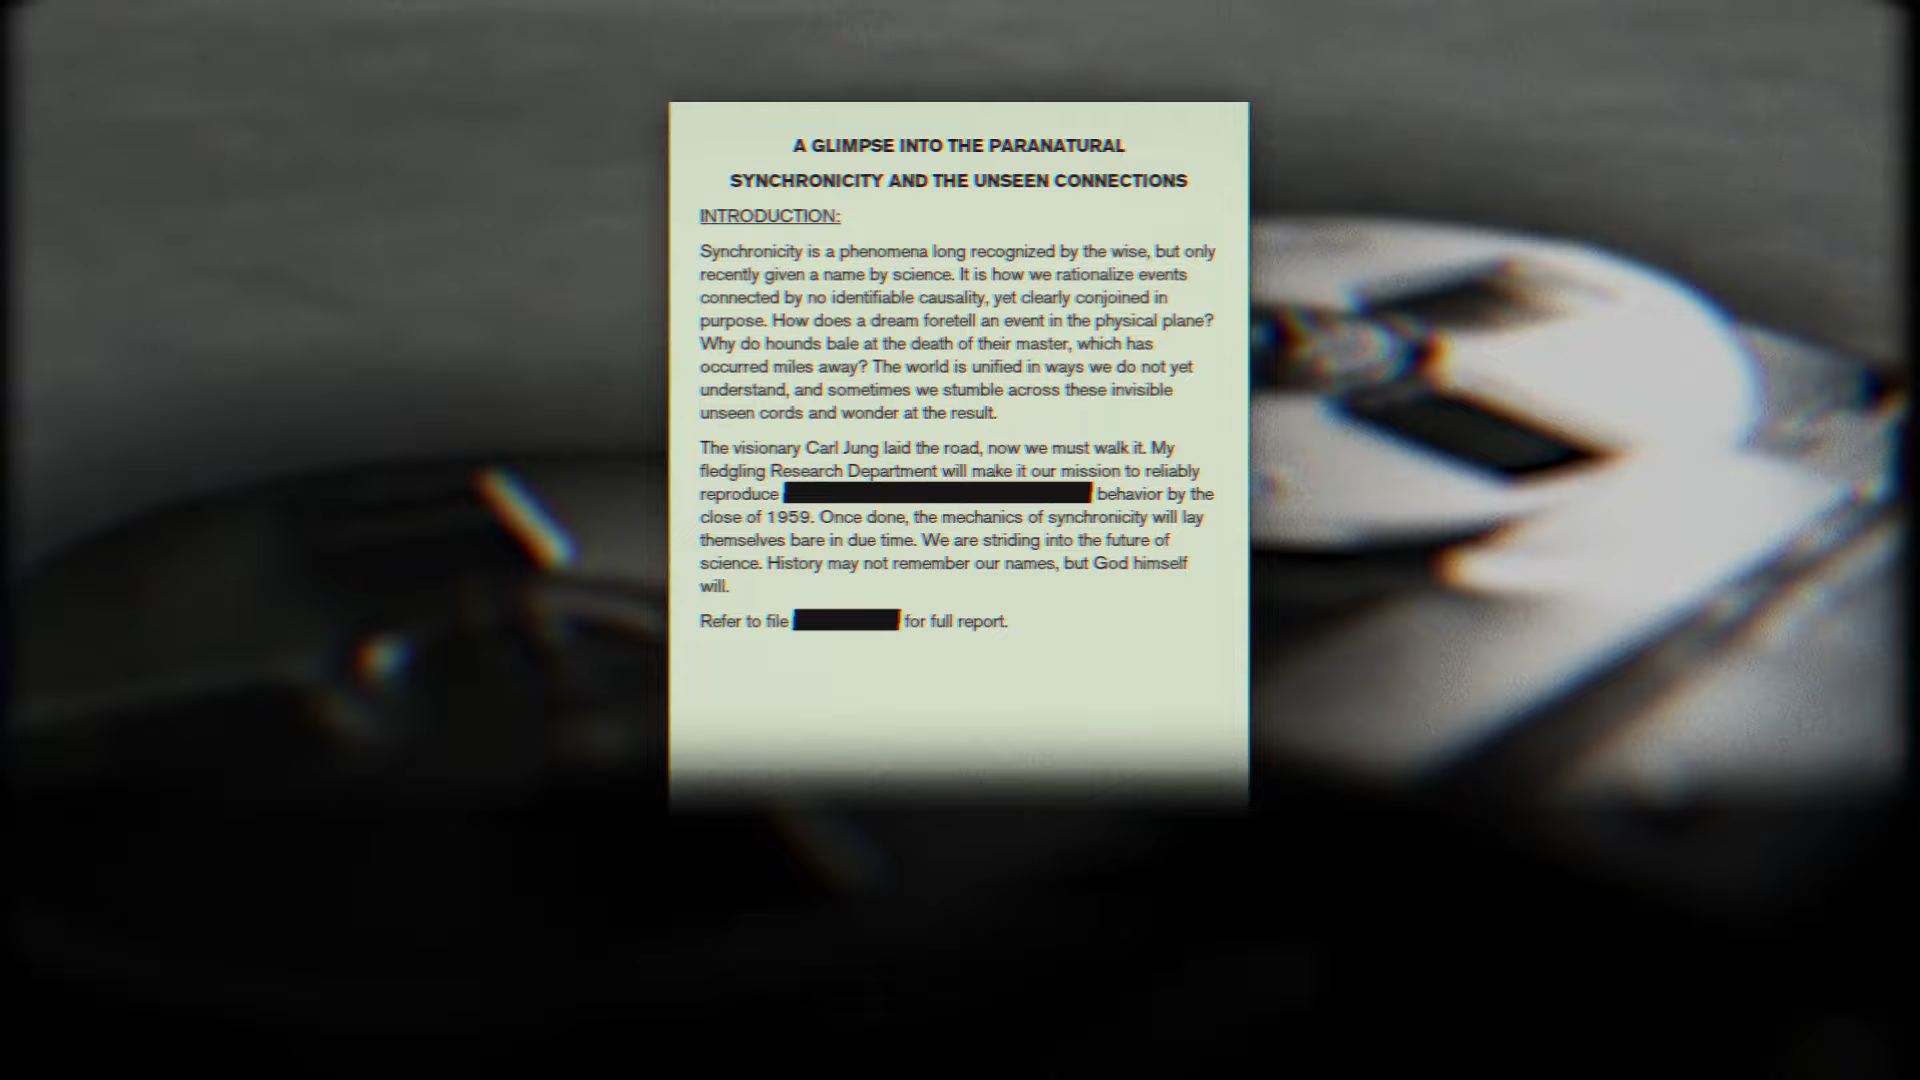 A GLIMPSE INTO THE PARANATURAL
SYNCHRONICITY AND THE UNSEEN CONNECTIONS
INTRODUCTION:
Synchronicity is a phenomena long recognized by the wise, but only
recently given a name by science. It is how we rationalize events
connected by no identifiable causality, yet clearly conjoined in
purpose. How does a dream foretell an event in the physical plane?
Why do hounds bale at the death of their master, which has
occurred miles away? The world is unified in ways we do not yet
understand, and sometimes we stumble across these invisible
unseen cords and wonder at the result.
The visionary Carl Jung laid the road, now we must walk it. My
fledgling Research Department will make it our mission to reliably
reproduce behavior by the
close of 1959. Once done, the mechanics of synchronicity will lay
themselves bare in due time. We are striding into the future of
science. History may not remember our names, but God himself
will.
Refer to file for full report.